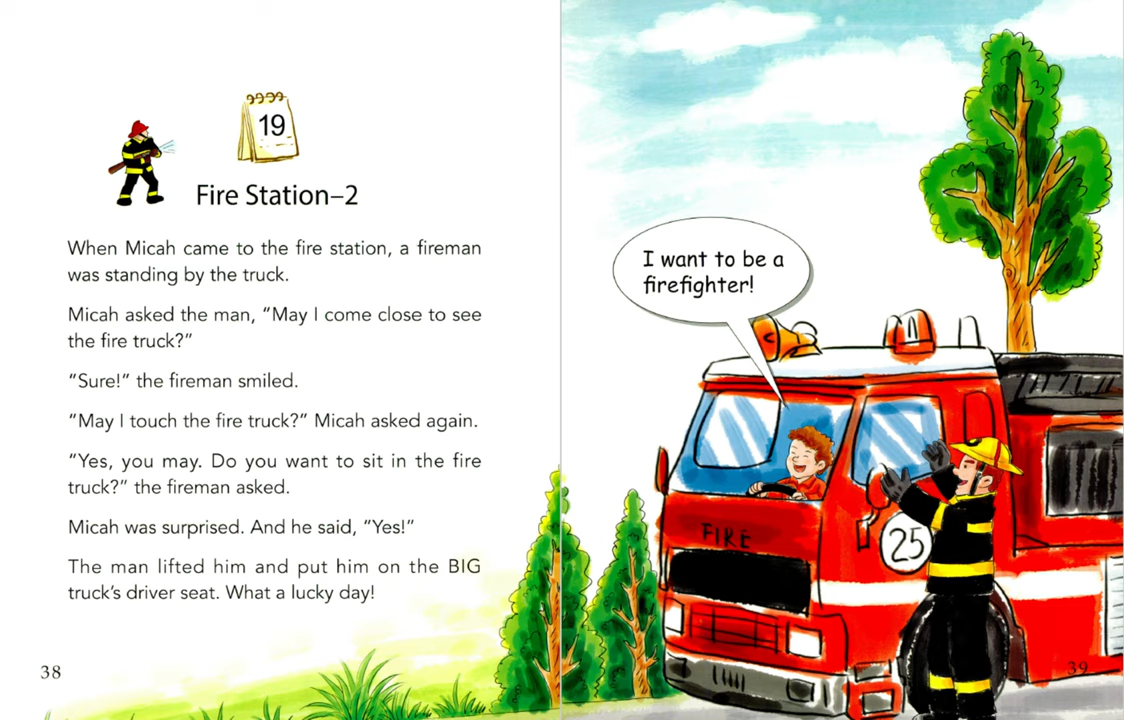 19
Fire Station–2
When Micah came to the fire station, a fireman
was standing by the truck.
Micah asked the man, “May I come close to see
the fire truck?”
“Sure!” the fireman smiled.
“May I touch the fire truck?” Micah asked again.
“Yes, you may. Do you want to sit in the fire
truck?” the fireman asked.
Micah was surprised. And he said, “Yes!”
The man lifted him and put him on the BIG
truck’s driver seat. What a lucky day!
38
I want to be a
firefighter!
FIRE
25
39